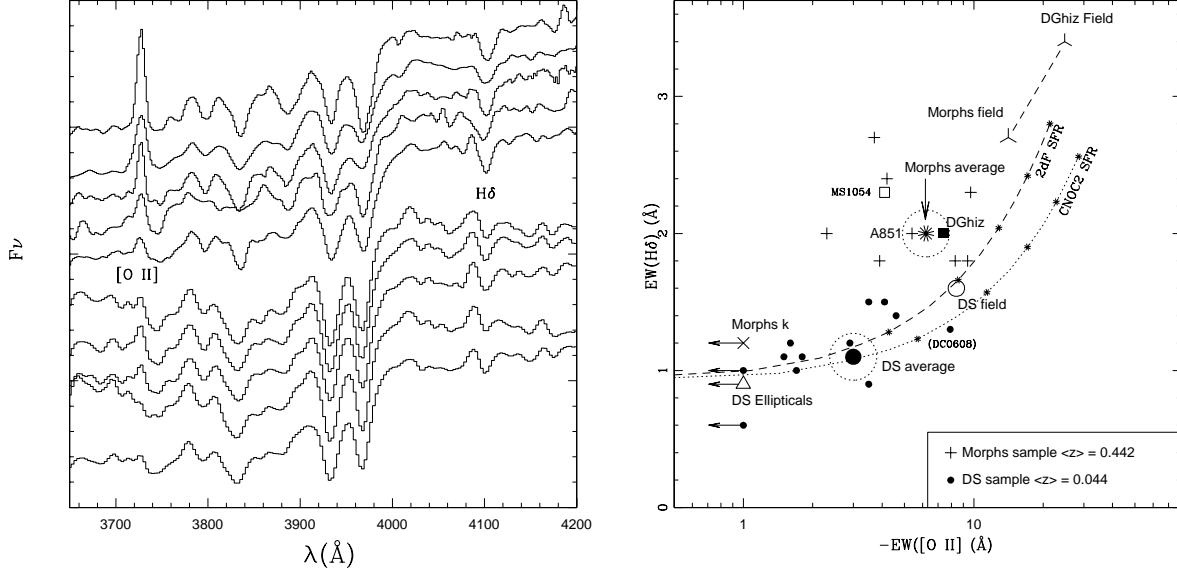 Fν
[O II]
Hδ
3700 3800 3900 4000 4100 4200
λ(Å)
EW(Hδ) (Å)
3
2
1
0
DGhiz Field
Morphs field
Morphs average
MS1054
A851
DGhiz
2dF SFR
CNOC2 SFR
DS field
Morphs k
(DC0608)
DS average
DS Ellipticals
Morphs sample <z> = 0.442
DS sample <z> = 0.044
1 10
−EW([O II] (Å)